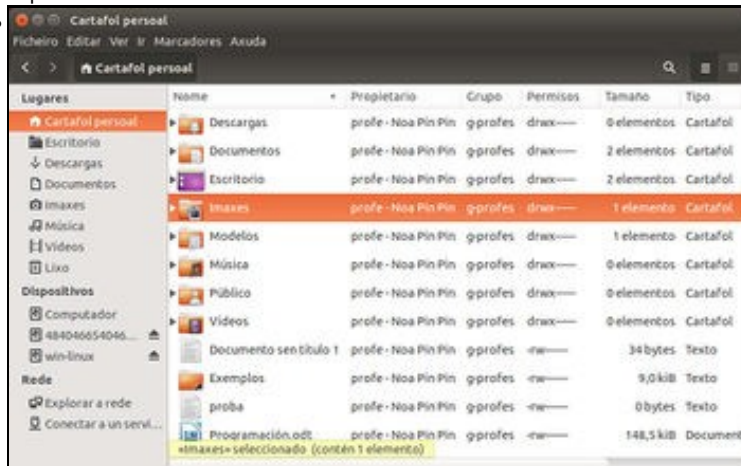 Cartafol persoal
Ficheiro Editar Ver Ir Marcadores Axuda
Cartafol persoal
Lugares
Cartafol persoal
Escritorio
Descargas
Documentos
Imaxes
Música
Vídeos
Lixo
Dispositivos
Computador
484046654046...
win-linux
Rede
Explorar a rede
Conectar a un servi...
Nome Propietario Grupo Permisos Tamaño Tipo
Descargas profe - Noa Pin Pin g-profes drwx------ 0 elementos Cartafol
Documentos profe - Noa Pin Pin g-profes drwx------ 2 elementos Cartafol
Escritorio profe - Noa Pin Pin g-profes drwx------ 2 elementos Cartafol
Imaxes profe - Noa Pin Pin g-profes drwx------ 1 elemento Cartafol
Modelos profe - Noa Pin Pin g-profes drwx------ 1 elemento Cartafol
Música profe - Noa Pin Pin g-profes drwx------ 0 elementos Cartafol
Público profe - Noa Pin Pin g-profes drwx------ 0 elementos Cartafol
Vídeos profe - Noa Pin Pin g-profes drwx------ 0 elementos Cartafol
Documento sen título 1 profe - Noa Pin Pin g-profes -rw------- 34 bytes Texto
Exemplos profe - Noa Pin Pin g-profes -rw------- 9,0 kiB Texto
proba profe - Noa Pin Pin g-profes -rw------- 0 bytes Texto
Programación.odt profe - Noa Pin Pin g-profes -rw------- 148,5 kiB Document
«Imaxes» seleccionado (contén 1 elemento)